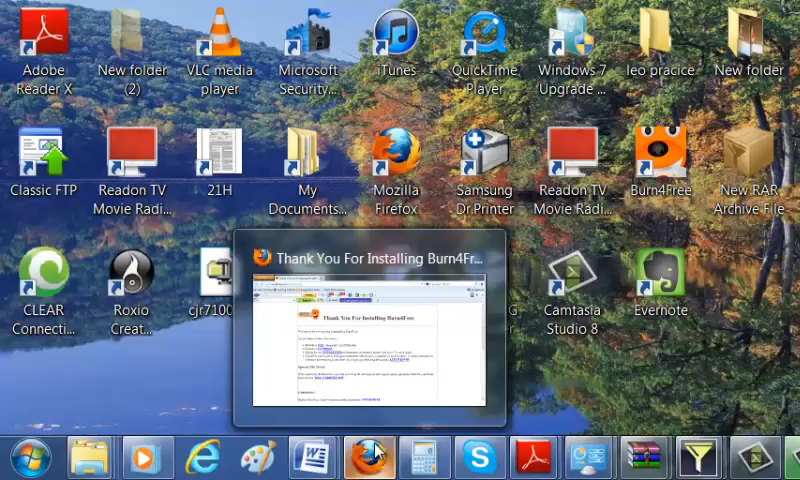 Adobe
Reader X
New folder
(2)
VLC media
player
Microsoft
Security...
iTunes
QuickTime
Player
Windows 7
Upgrade ...
leo pracice
New folder
Classic FTP
Readon TV
Movie Radi...
21H
My
Documents...
Mozilla
Firefox
Samsung
Dr.Printer
Readon TV
Movie Radi...
Burn4Free
New RAR
Archive File
Thank You For Installing Burn4Fr...
Thank You For Installing Burn4Free
CLEAR
Connecti...
Roxio
Creat...
cjr7100
G
Camtasia
Studio 8
Evernote